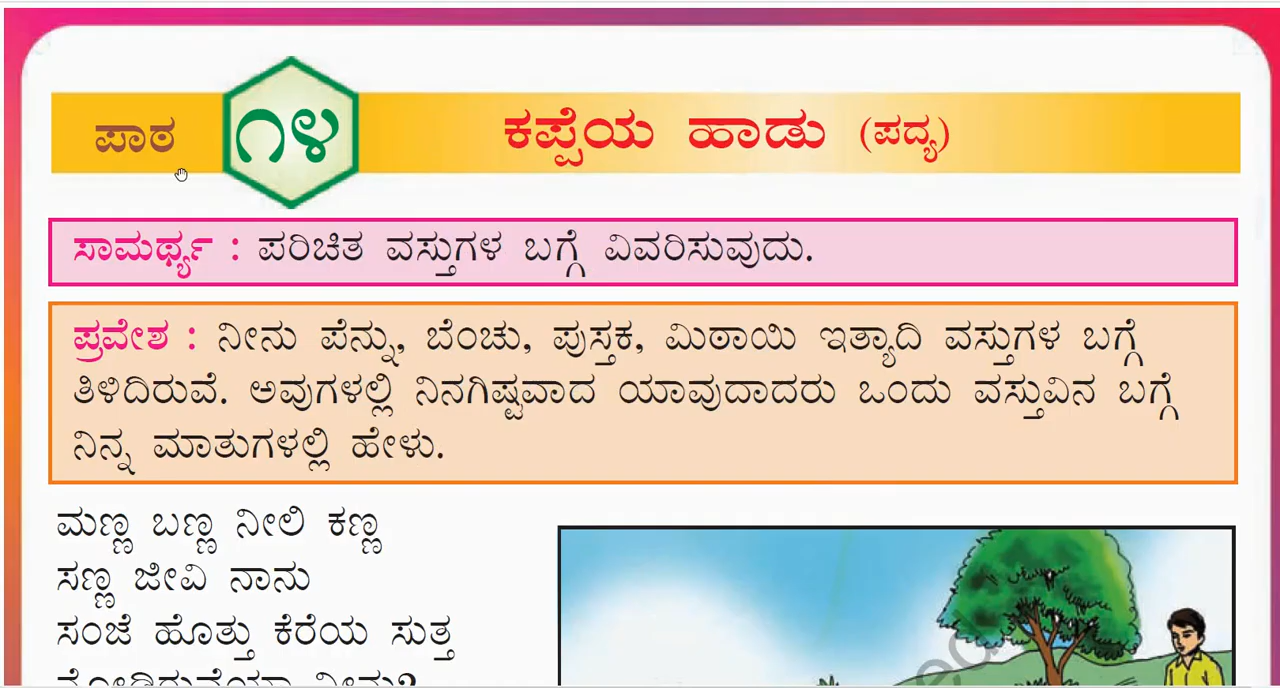 ಪಾಠ ೧೪ ಕಪ್ಪೆಯ ಹಾಡು (ಪದ್ಯ)
ಸಾಮರ್ಥ್ಯ : ಪರಿಚಿತ ವಸ್ತುಗಳ ಬಗ್ಗೆ ವಿವರಿಸುವುದು.
ಪ್ರವೇಶ : ನೀನು ಪೆನ್ನು, ಬೆಂಚು, ಪುಸ್ತಕ, ಮಿಠಾಯಿ ಇತ್ಯಾದಿ ವಸ್ತುಗಳ ಬಗ್ಗೆ
ತಿಳಿದಿರುವೆ. ಅವುಗಳಲ್ಲಿ ನಿನಗಿಷ್ಟವಾದ ಯಾವುದಾದರು ಒಂದು ವಸ್ತುವಿನ ಬಗ್ಗೆ
ನಿನ್ನ ಮಾತುಗಳಲ್ಲಿ ಹೇಳು.
ಮಣ್ಣ ಬಣ್ಣ ನೀಲಿ ಕಣ್ಣ
ಸಣ್ಣ ಜೀವಿ ನಾನು
ಸಂಜೆ ಹೊತ್ತು ಕೆರೆಯ ಸುತ್ತ